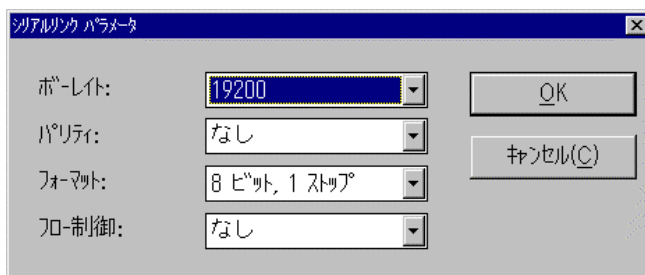 シリアルリンク パラメータ
ボーレイト: 19200
OK
パリティ: なし
キャンセル(C)
フォーマット: 8 ビット, 1 ストップ
フロー制御: なし